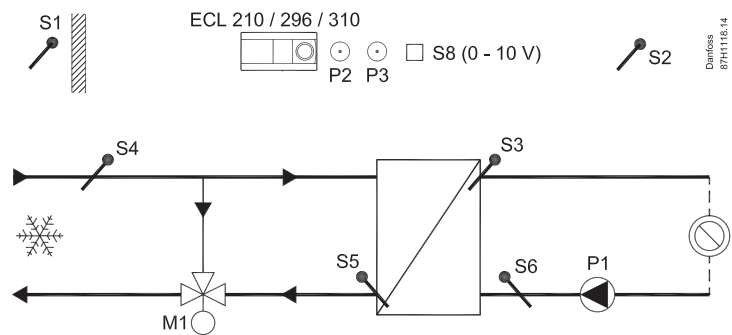 S1
ECL 210 / 296 / 310
P2
P3
S8 (0 - 10 V)
S2
Danfoss
87H1118.14
S4
S3
S5
S6
P1
M1